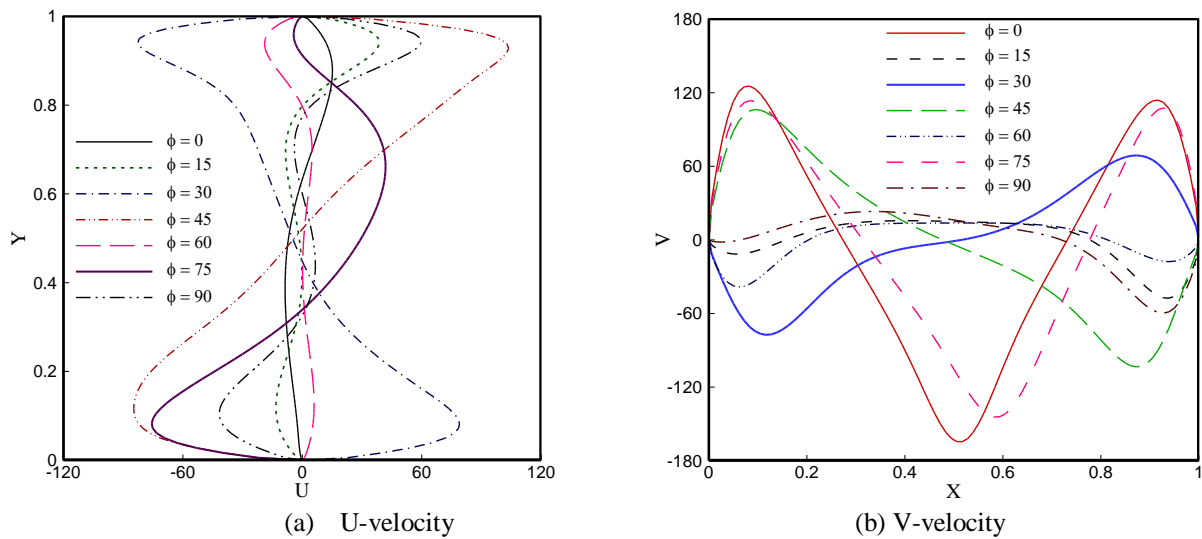 1
0.8
0.6
0.4
0.2
0
Y
-120
-60
0
60
120
U
ϕ = 0
ϕ = 15
ϕ = 30
ϕ = 45
ϕ = 60
ϕ = 75
ϕ = 90
(a) U-velocity
180
120
60
0
-60
-120
-180
V
0
0.2
0.4
0.6
0.8
1
X
ϕ = 0
ϕ = 15
ϕ = 30
ϕ = 45
ϕ = 60
ϕ = 75
ϕ = 90
(b) V-velocity